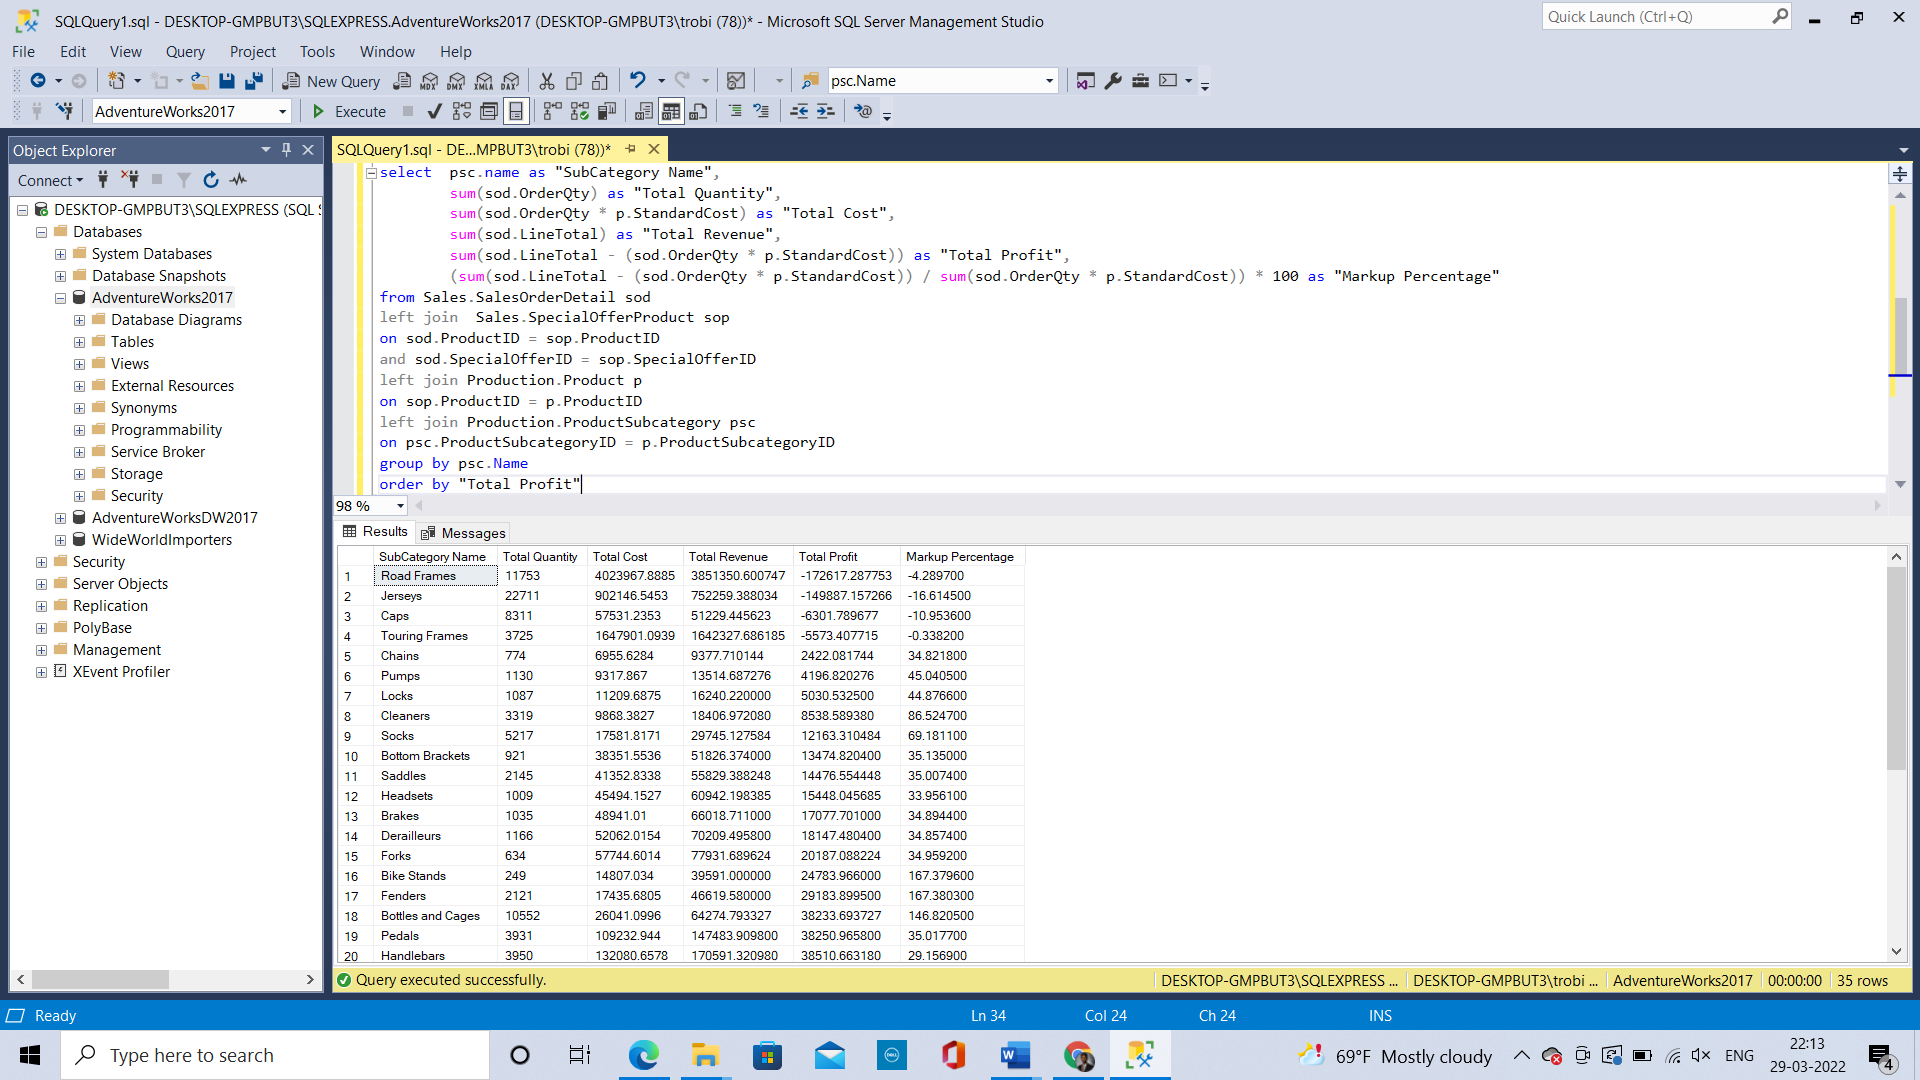 SQLQuery1.sql - DESKTOP-GMPBUT3\SQLEXPRESS.AdventureWorks2017 (DESKTOP-GMPBUT3\trobi (78))* - Microsoft SQL Server Management Studio
Quick Launch (Ctrl+Q)
File Edit View Query Project Tools Window Help
New Query MDX DMX XMLA DAX psc.Name
AdventureWorks2017 Execute
Object Explorer
SQLQuery1.sql - DE...MPBUT3\trobi (78))*
Connect
DESKTOP-GMPBUT3\SQLEXPRESS (SQL S
Databases
System Databases
Database Snapshots
AdventureWorks2017
Database Diagrams
Tables
Views
External Resources
Synonyms
Programmability
Service Broker
Storage
Security
AdventureWorksDW2017
WideWorldImporters
Security
Server Objects
Replication
PolyBase
Management
XEvent Profiler
select psc.name as "SubCategory Name",
sum(sod.OrderQty) as "Total Quantity",
sum(sod.OrderQty * p.StandardCost) as "Total Cost",
sum(sod.LineTotal) as "Total Revenue",
sum(sod.LineTotal - (sod.OrderQty * p.StandardCost)) as "Total Profit",
(sum(sod.LineTotal - (sod.OrderQty * p.StandardCost)) / sum(sod.OrderQty * p.StandardCost)) * 100 as "Markup Percentage"
from Sales.SalesOrderDetail sod
left join Sales.SpecialOfferProduct sop
on sod.ProductID = sop.ProductID
and sod.SpecialOfferID = sop.SpecialOfferID
left join Production.Product p
on sop.ProductID = p.ProductID
left join Production.ProductSubcategory psc
on psc.ProductSubcategoryID = p.ProductSubcategoryID
group by psc.Name
order by "Total Profit"
98 %
Results Messages
SubCategory Name Total Quantity Total Cost Total Revenue Total Profit Markup Percentage
1 Road Frames 11753 4023967.8885 3851350.600747 -172617.287753 -4.289700
2 Jerseys 22711 902146.5453 752259.388034 -149887.157266 -16.614500
3 Caps 8311 57531.2353 51229.445623 -6301.789677 -10.953600
4 Touring Frames 3725 1647901.0939 1642327.686185 -5573.407715 -0.338200
5 Chains 774 6955.6284 9377.710144 2422.081744 34.821800
6 Pumps 1130 9317.867 13514.687276 4196.820276 45.040500
7 Locks 1087 11209.6875 16240.220000 5030.532500 44.876600
8 Cleaners 3319 9868.3827 18406.972080 8538.589380 86.524700
9 Socks 5217 17581.8171 29745.127584 12163.310484 69.181100
10 Bottom Brackets 921 38351.5536 51826.374000 13474.820400 35.135000
11 Saddles 2145 41352.8338 55829.388248 14476.554448 35.007400
12 Headsets 1009 45494.1527 60942.198385 15448.045685 33.956100
13 Brakes 1035 48941.01 66018.711000 17077.701000 34.894400
14 Derailleurs 1166 52062.0154 70209.495800 18147.480400 34.857400
15 Forks 634 57744.6014 77931.689624 20187.088224 34.959200
16 Bike Stands 249 14807.034 39591.000000 24783.966000 167.379600
17 Fenders 2121 17435.6805 46619.580000 29183.899500 167.380300
18 Bottles and Cages 10552 26041.0996 64274.793327 38233.693727 146.820500
19 Pedals 3931 109232.944 147483.909800 38250.965800 35.017700
20 Handlebars 3950 132080.6578 170591.320980 38510.663180 29.156900
Query executed successfully. DESKTOP-GMPBUT3\SQLEXPRESS ... DESKTOP-GMPBUT3\trobi ... AdventureWorks2017 00:00:00 35 rows
Ready Ln 34 Col 24 Ch 24 INS
Type here to search
69°F Mostly cloudy ENG
22:13
29-03-2022
4